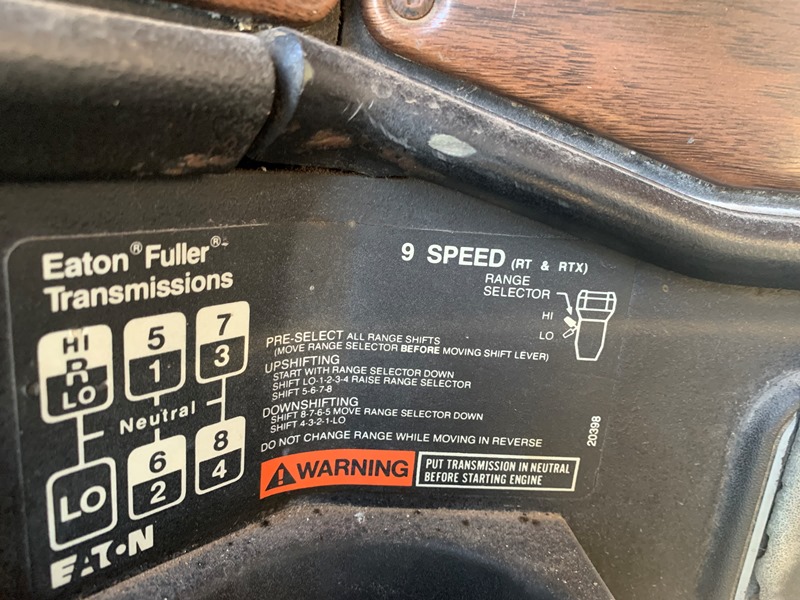 Eaton® Fuller®
Transmissions
9 SPEED (RT & RTX)
RANGE
SELECTOR
HI
LO
HI
R
LO
5
1
7
3
Neutral
LO
6
2
8
4
EATON
PRE-SELECT ALL RANGE SHIFTS
(MOVE RANGE SELECTOR BEFORE MOVING SHIFT LEVER)
UPSHIFTING
START WITH RANGE SELECTOR DOWN
SHIFT LO-1-2-3-4 RAISE RANGE SELECTOR
SHIFT 5-6-7-8
DOWNSHIFTING
SHIFT 8-7-6-5 MOVE RANGE SELECTOR DOWN
SHIFT 4-3-2-1-LO
DO NOT CHANGE RANGE WHILE MOVING IN REVERSE
WARNING
PUT TRANSMISSION IN NEUTRAL
BEFORE STARTING ENGINE
20398